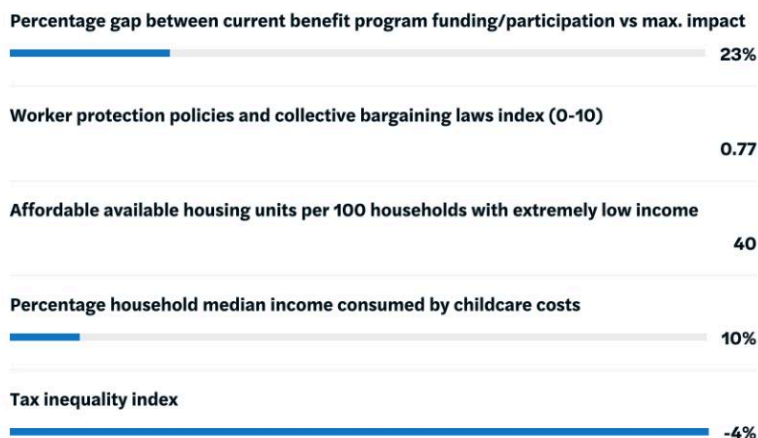 Percentage gap between current benefit program funding/participation vs max. impact
23%
Worker protection policies and collective bargaining laws index (0-10)
0.77
Affordable available housing units per 100 households with extremely low income
40
Percentage household median income consumed by childcare costs
10%
Tax inequality index
-4%